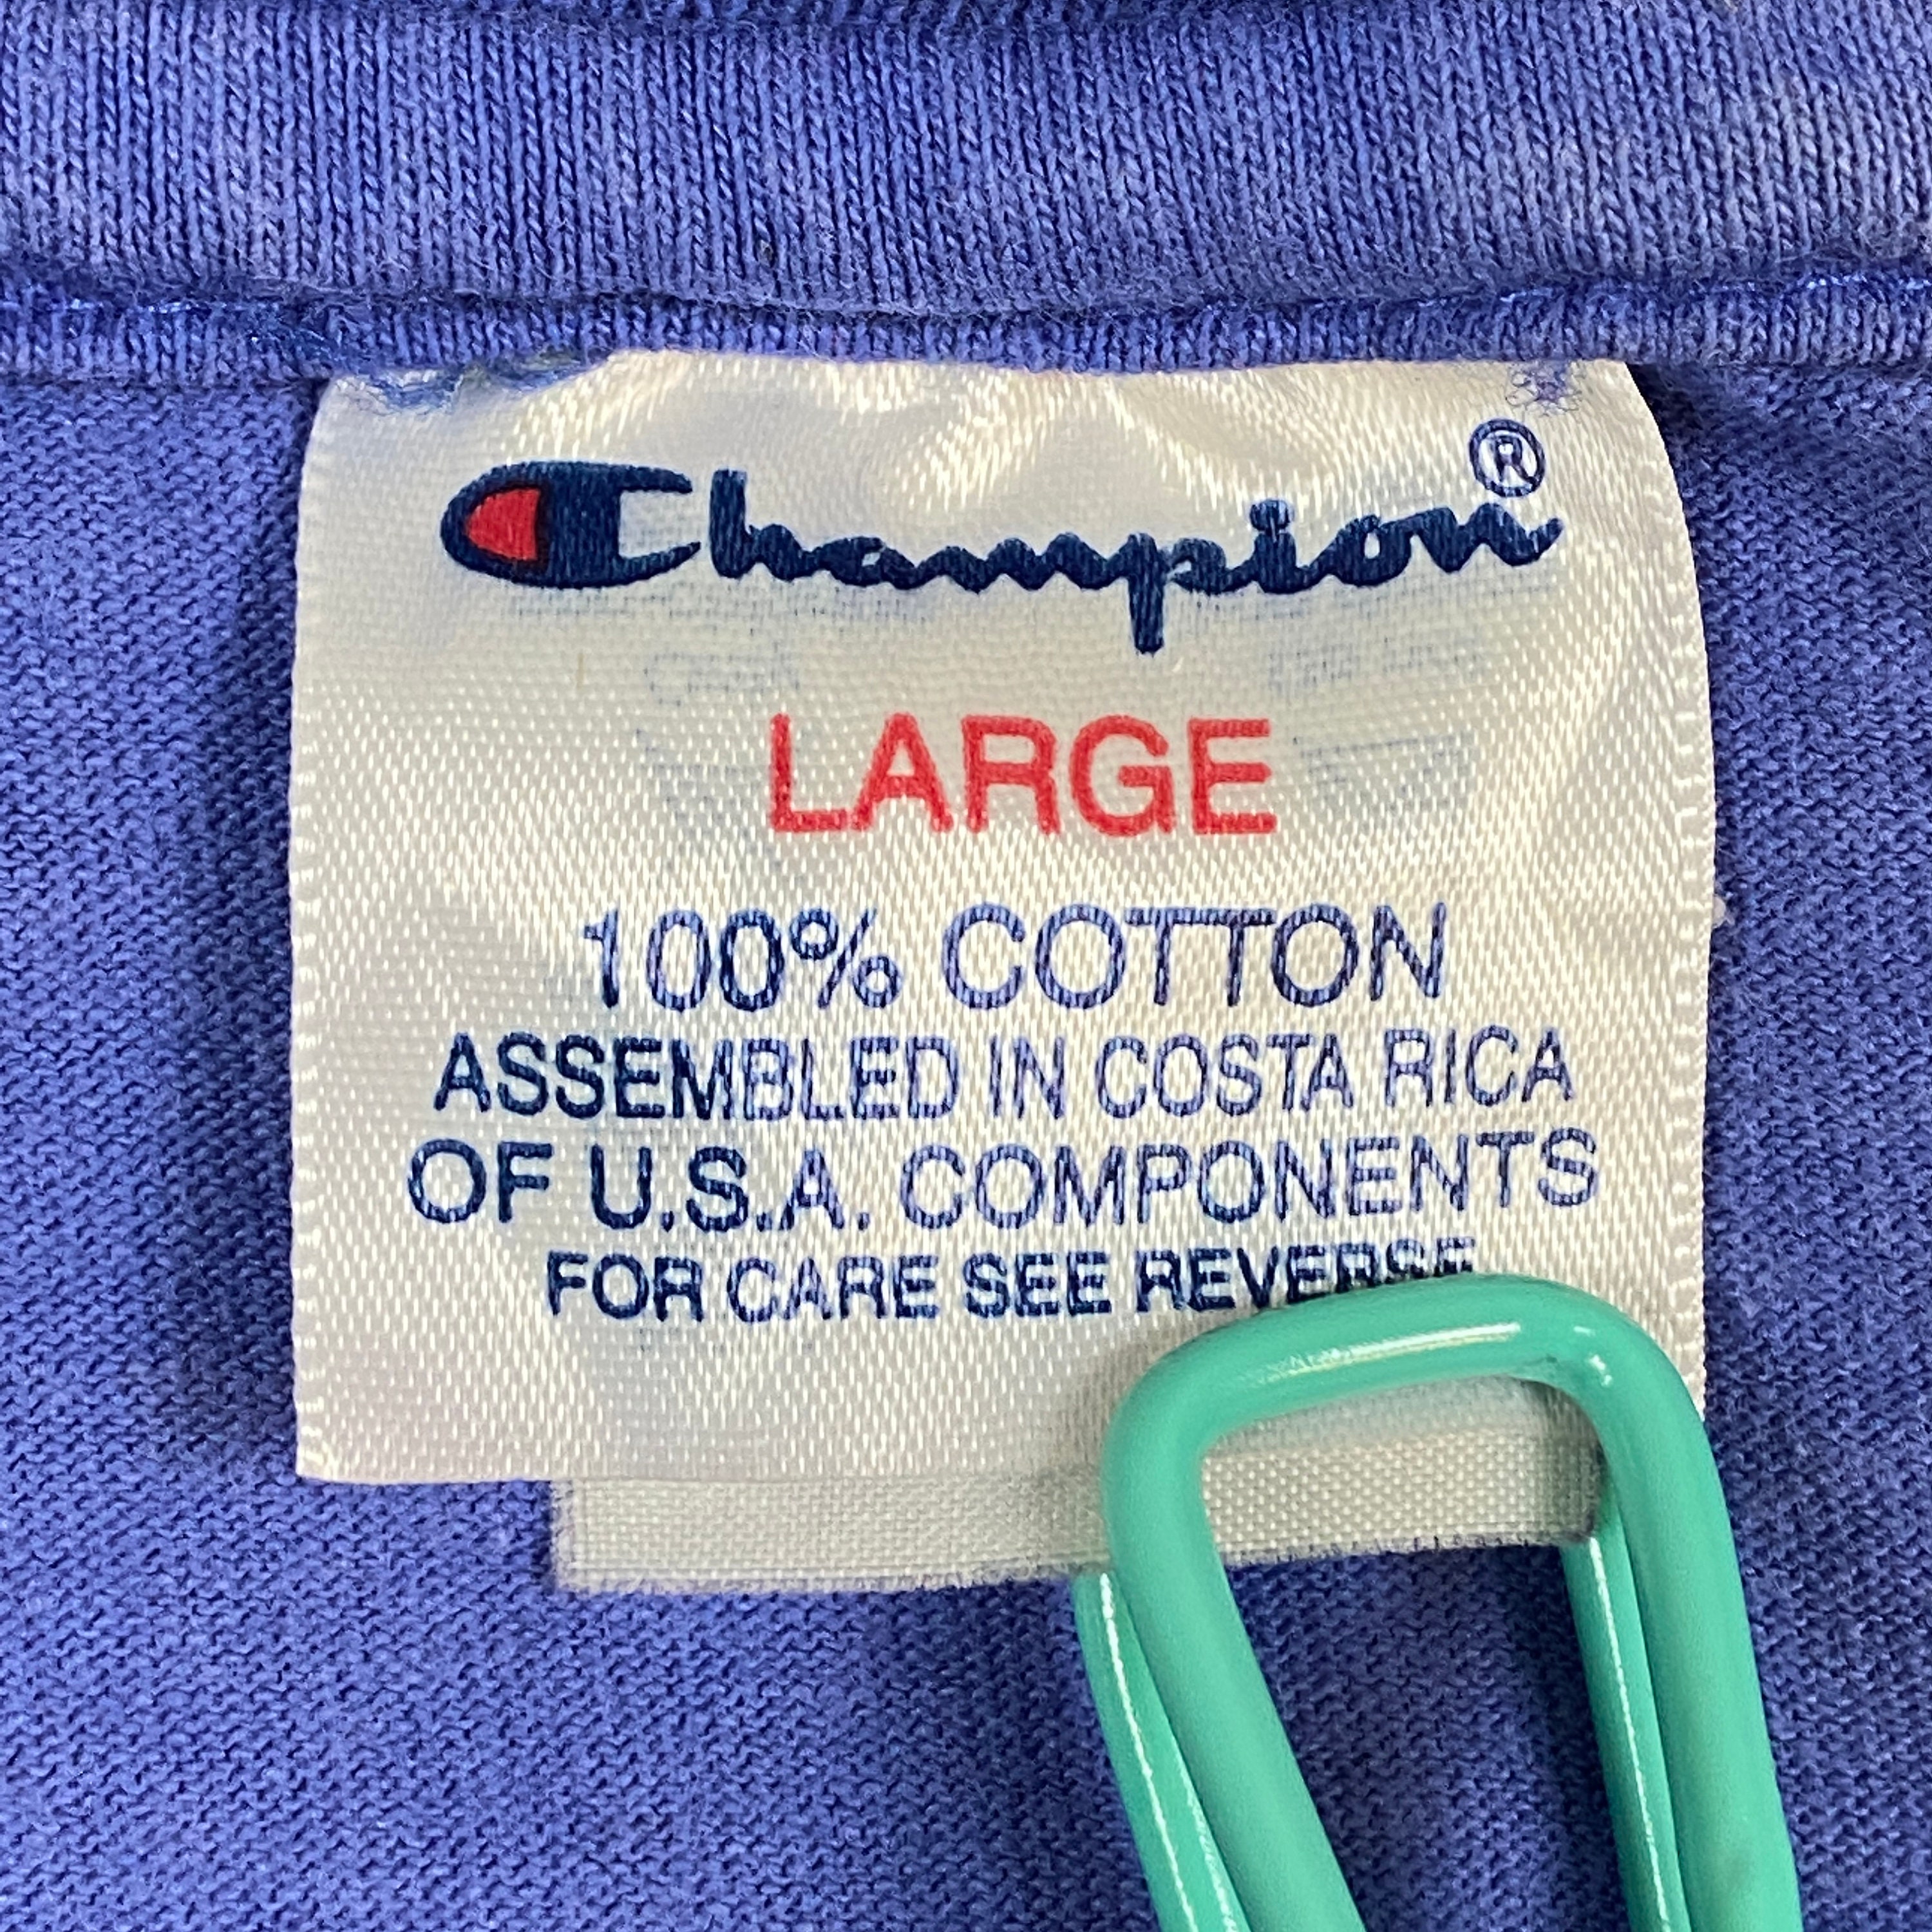 Champion®
LARGE
100% COTTON
ASSEMBLED IN COSTA RICA
OF U.S.A. COMPONENTS
FOR CARE SEE REVERSE